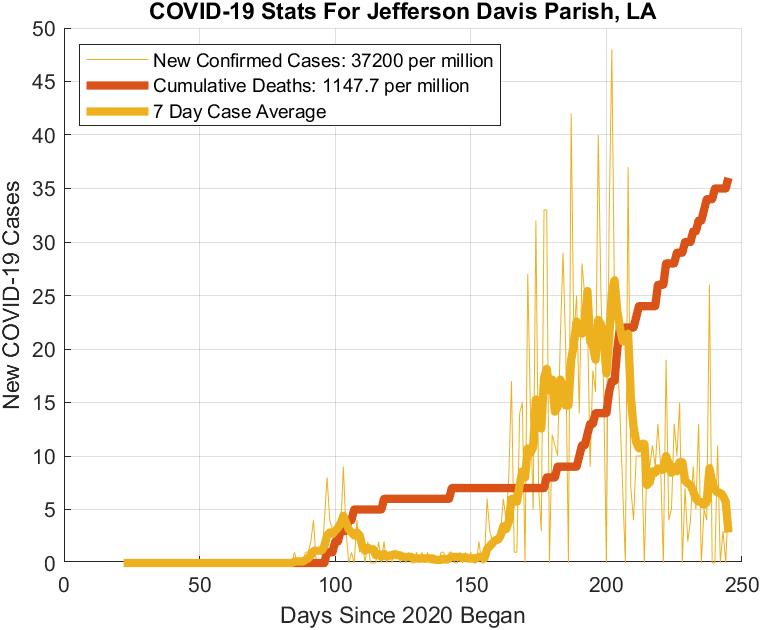 COVID-19 Stats For Jefferson Davis Parish, LA
New Confirmed Cases: 37200 per million
Cumulative Deaths: 1147.7 per million
7 Day Case Average
New COVID-19 Cases
50
45
40
35
30
25
20
15
10
5
0
0 50 100 150 200 250
Days Since 2020 Began